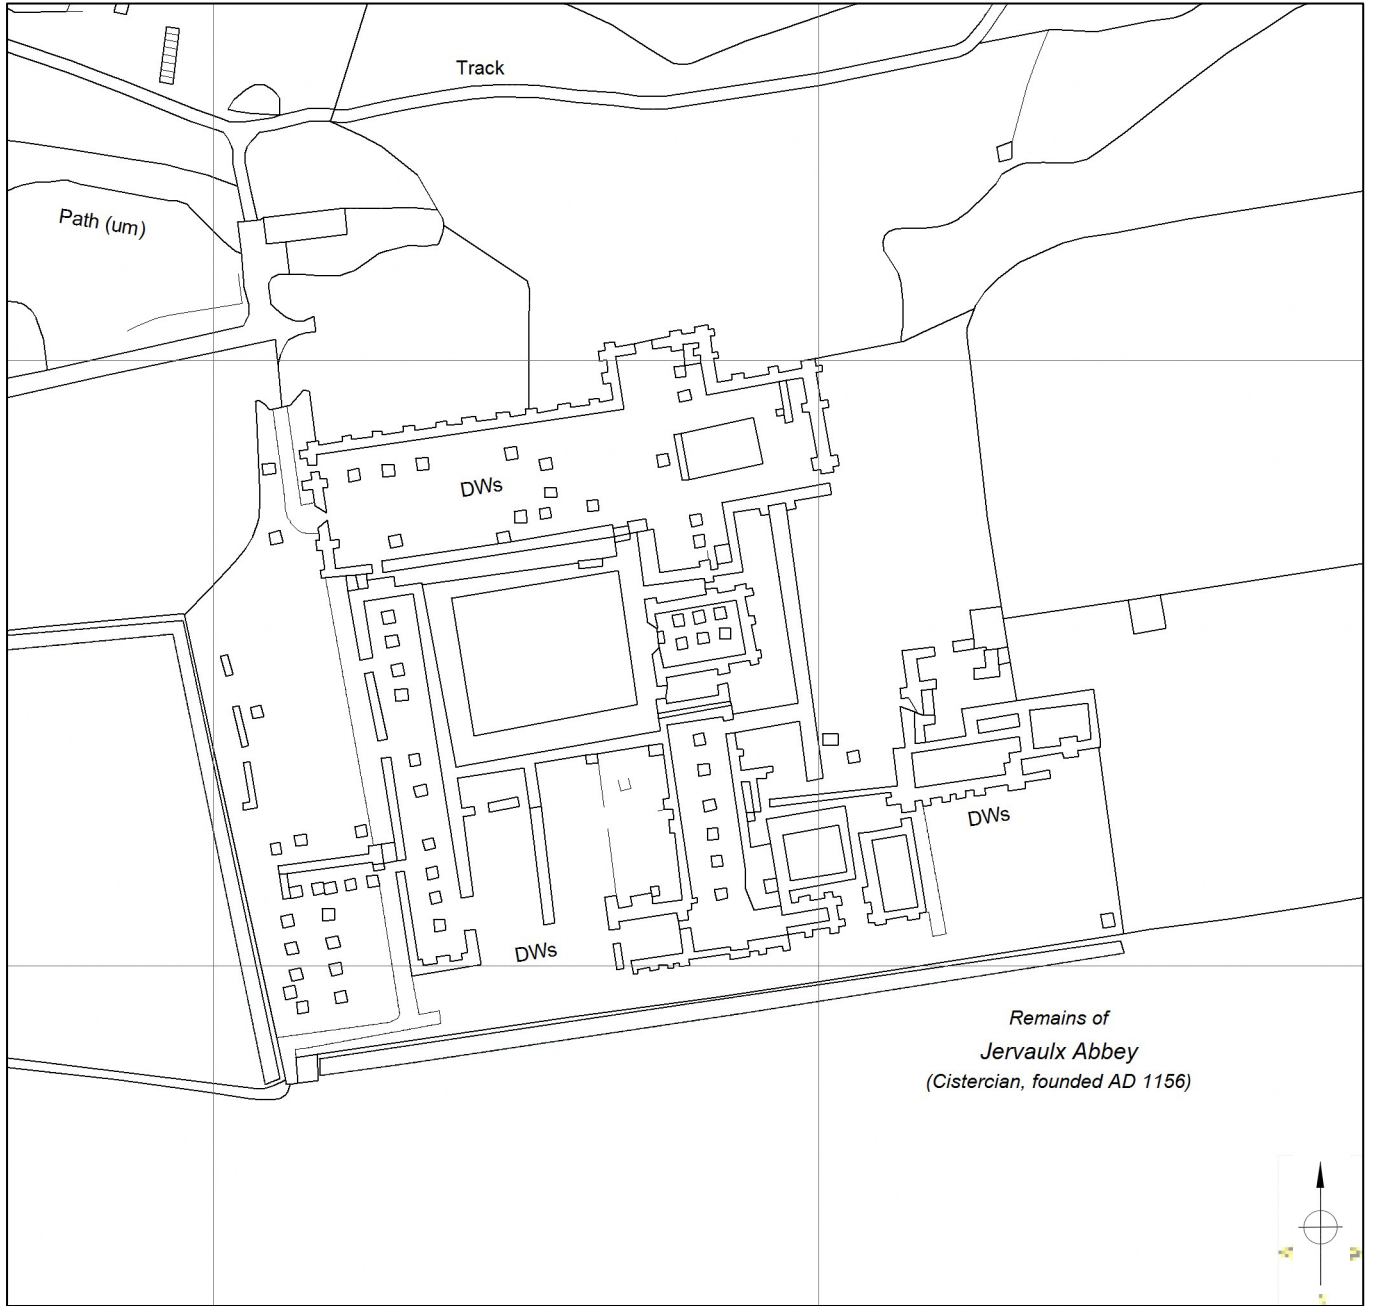 Track
Path (um)
DWs
DWs
DWs
Remains of
Jervaulx Abbey
(Cistercian, founded AD 1156)